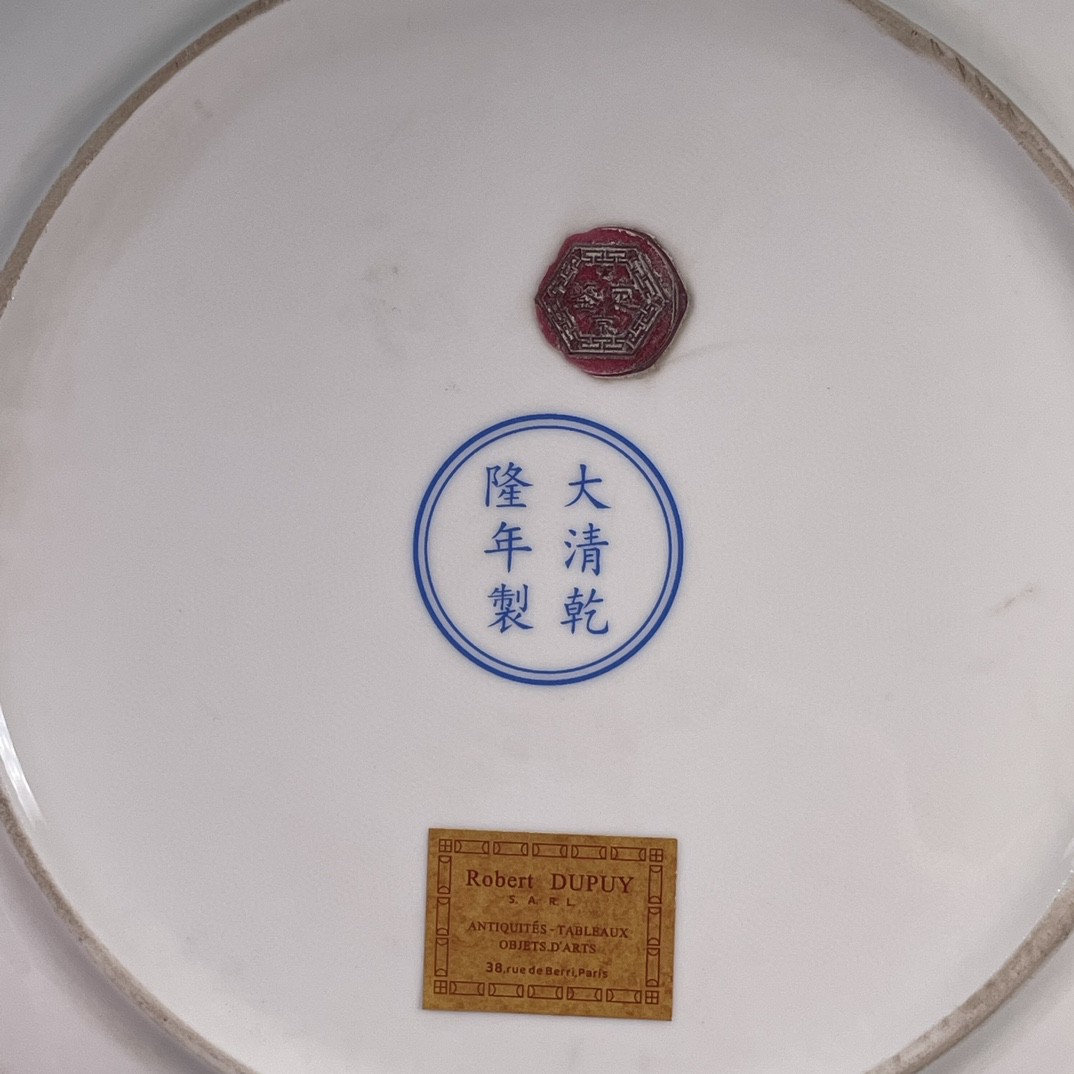 大清乾
隆年製
Robert DUPUY
S. A. R. L.
ANTIQUITÉS - TABLEAUX
OBJETS.D'ARTS
38,rue de Berri,Paris